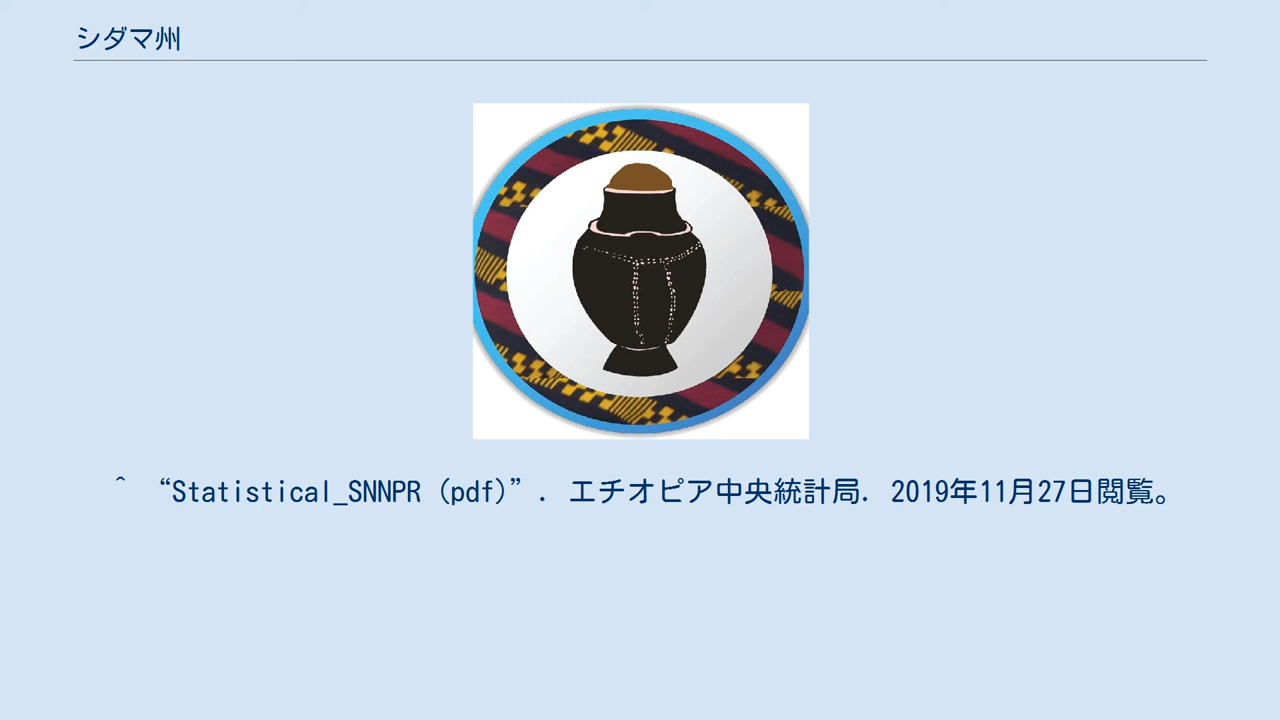 シダマ州
^ “Statistical_SNNPR (pdf)”. エチオピア中央統計局. 2019年11月27日閲覧。